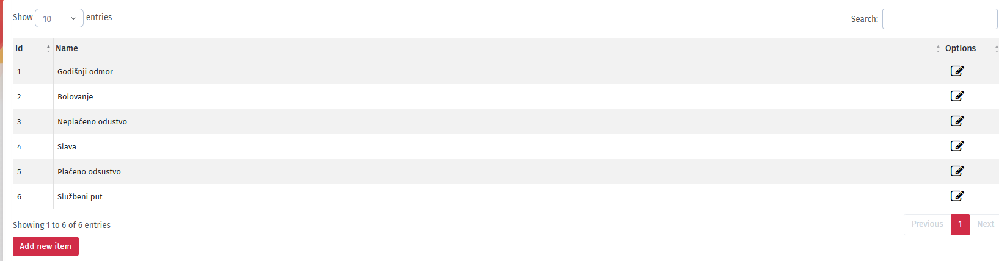 Show 10 entries Search:
Id Name Options
1 Godišnji odmor
2 Bolovanje
3 Neplaćeno odustvo
4 Slava
5 Plaćeno odsustvo
6 Službeni put
Showing 1 to 6 of 6 entries Previous 1 Next
Add new item